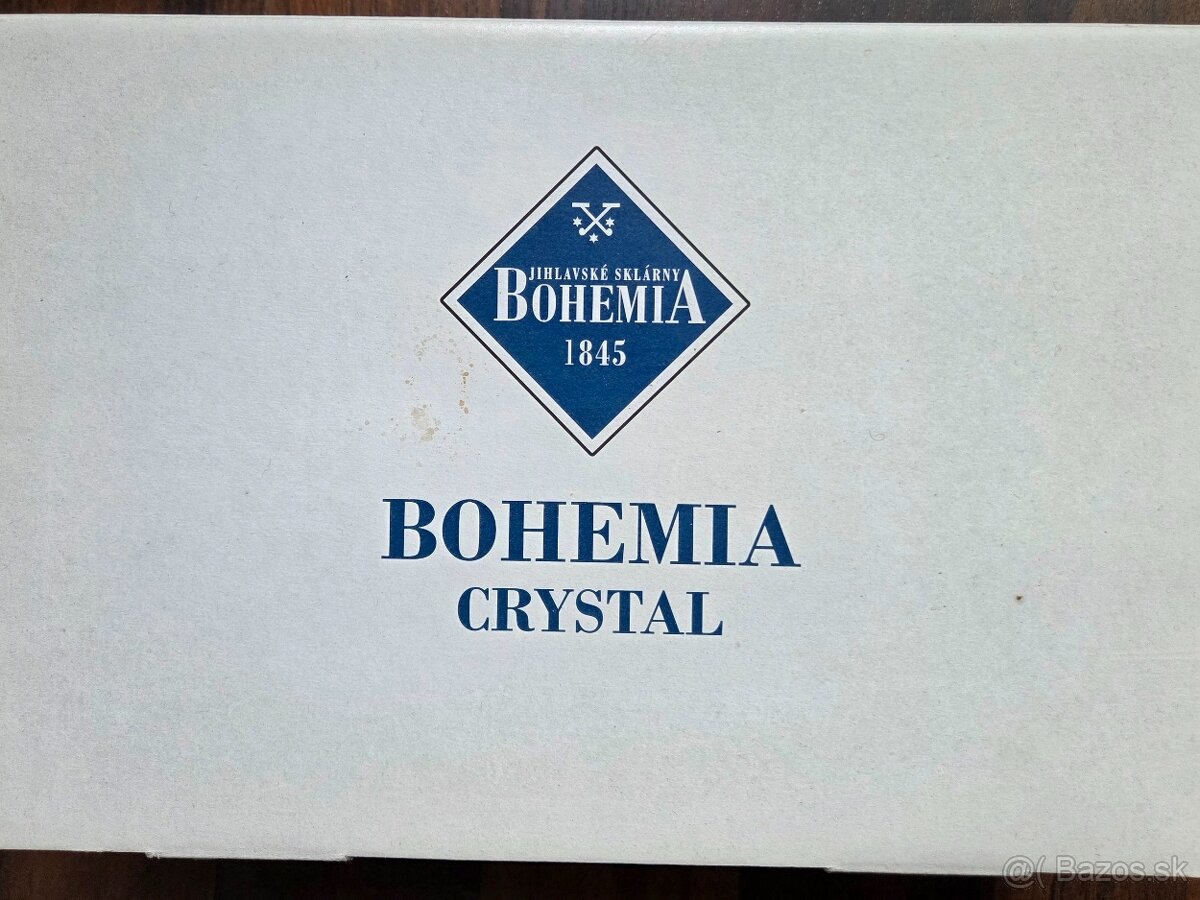 JIHLAVSKÉ SKLÁRNY
BOHEMIA
1845
BOHEMIA
CRYSTAL
@( Bazos.sk